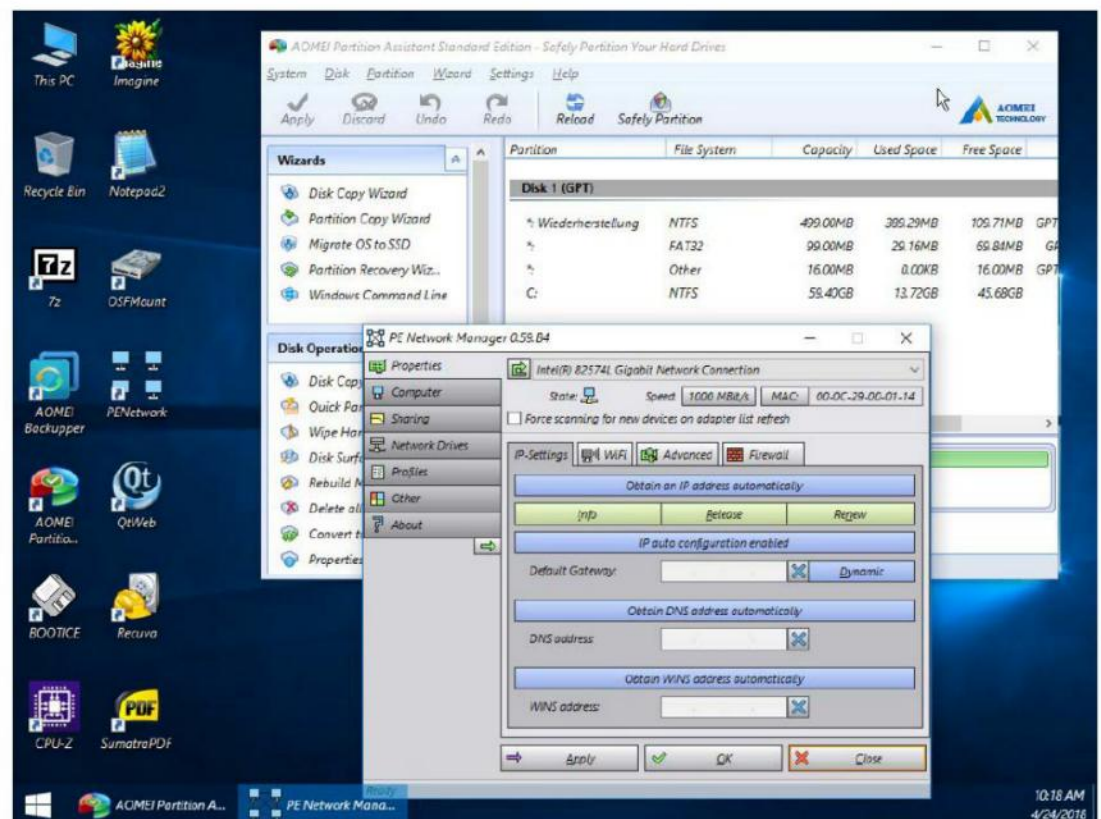 This PC
Imagine
Recycle Bin
Notepad2
7z
7z
OSFMount
AOMEI Backupper
PENetwork
AOMEI Partitio...
QtWeb
BOOTICE
Recuva
CPU-Z
PDF
SumatraPDF
AOMEI Partition Assistant Standard Edition - Safely Partition Your Hard Drives
System Disk Partition Wizard Settings Help
Apply Discard Undo Redo Reload Safely Partition
AOMEI
TECHNOLOGY
Wizards
Disk Copy Wizard
Partition Copy Wizard
Migrate OS to SSD
Partition Recovery Wiz...
Windows Command Line
Partition File System Capacity Used Space Free Space
Disk 1 (GPT)
*: Wiederherstellung NTFS 499.00MB 389.29MB 109.71MB GPT
*: FAT32 99.00MB 29.16MB 69.84MB
*: Other 16.00MB 0.00KB 16.00MB GPT
C: NTFS 59.40GB 13.72GB 45.68GB
Disk Operation
Disk Cop
Quick Par
Wipe Har
Disk Surf
Rebuild M
Delete all
Convert t
Properties
PE Network Manager 0.59.B4
Properties
Computer
Sharing
Network Drives
Profiles
Other
About
Intel(R) 82574L Gigabit Network Connection
State: Speed 1000 MBit/s MAC: 00-0C-29-00-01-14
Force scanning for new devices on adapter list refresh
IP-Settings WiFi Advanced Firewall
Obtain an IP address automatically
Info Release Renew
IP auto configuration enabled
Default Gateway: Dynamic
Obtain DNS address automatically
DNS address:
Obtain WINS address automatically
WINS address:
Apply OK Close
Ready
AOMEI Partition A...
PE Network Mana...
10:18 AM
4/24/2018